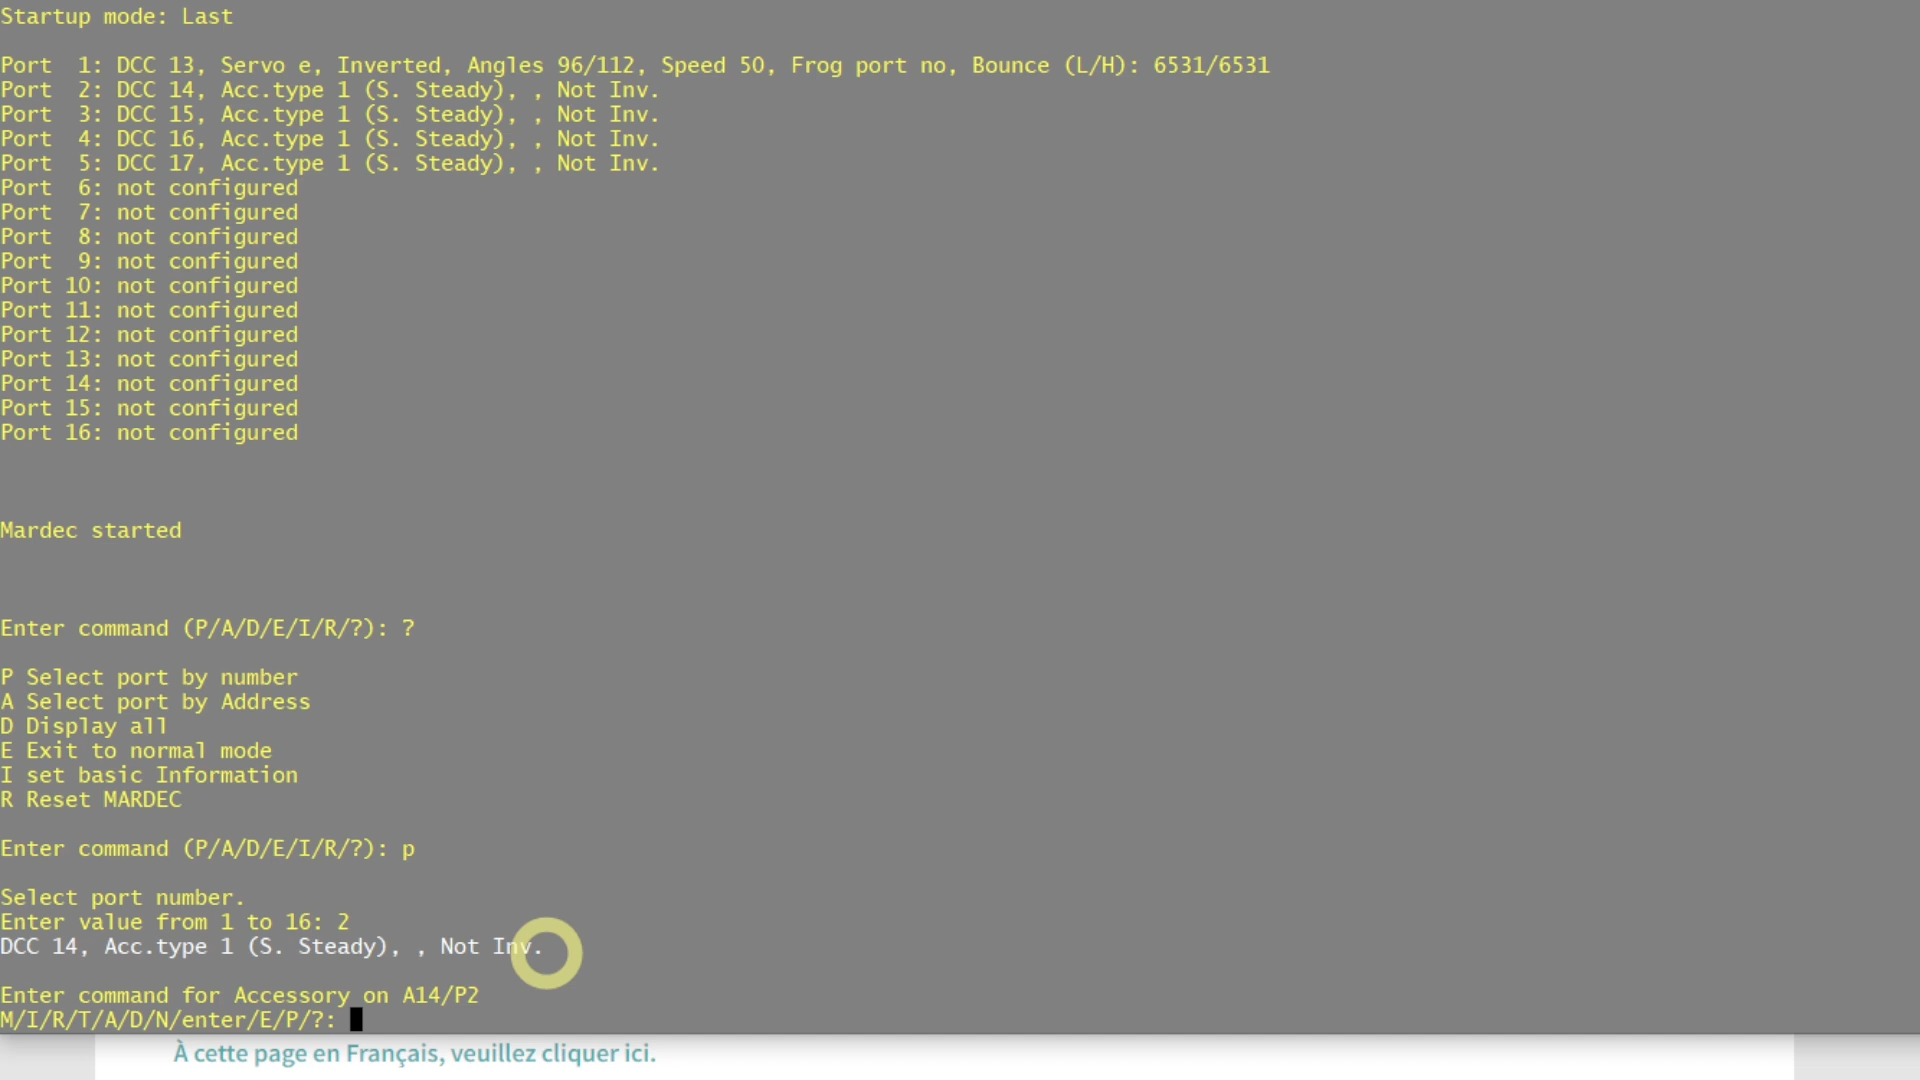 Startup mode: Last
Port  1: DCC 13, Servo e, Inverted, Angles 96/112, Speed 50, Frog port no, Bounce (L/H): 6531/6531
Port  2: DCC 14, Acc.type 1 (S. Steady), , Not Inv.
Port  3: DCC 15, Acc.type 1 (S. Steady), , Not Inv.
Port  4: DCC 16, Acc.type 1 (S. Steady), , Not Inv.
Port  5: DCC 17, Acc.type 1 (S. Steady), , Not Inv.
Port  6: not configured
Port  7: not configured
Port  8: not configured
Port  9: not configured
Port 10: not configured
Port 11: not configured
Port 12: not configured
Port 13: not configured
Port 14: not configured
Port 15: not configured
Port 16: not configured
Mardec started
Enter command (P/A/D/E/I/R/?): ?
P Select port by number
A Select port by Address
D Display all
E Exit to normal mode
I set basic Information
R Reset MARDEC
Enter command (P/A/D/E/I/R/?): p
Select port number.
Enter value from 1 to 16: 2
DCC 14, Acc.type 1 (S. Steady), , Not Inv.
Enter command for Accessory on A14/P2
M/I/R/T/A/D/N/enter/E/P/?:
À cette page en Français, veuillez cliquer ici.